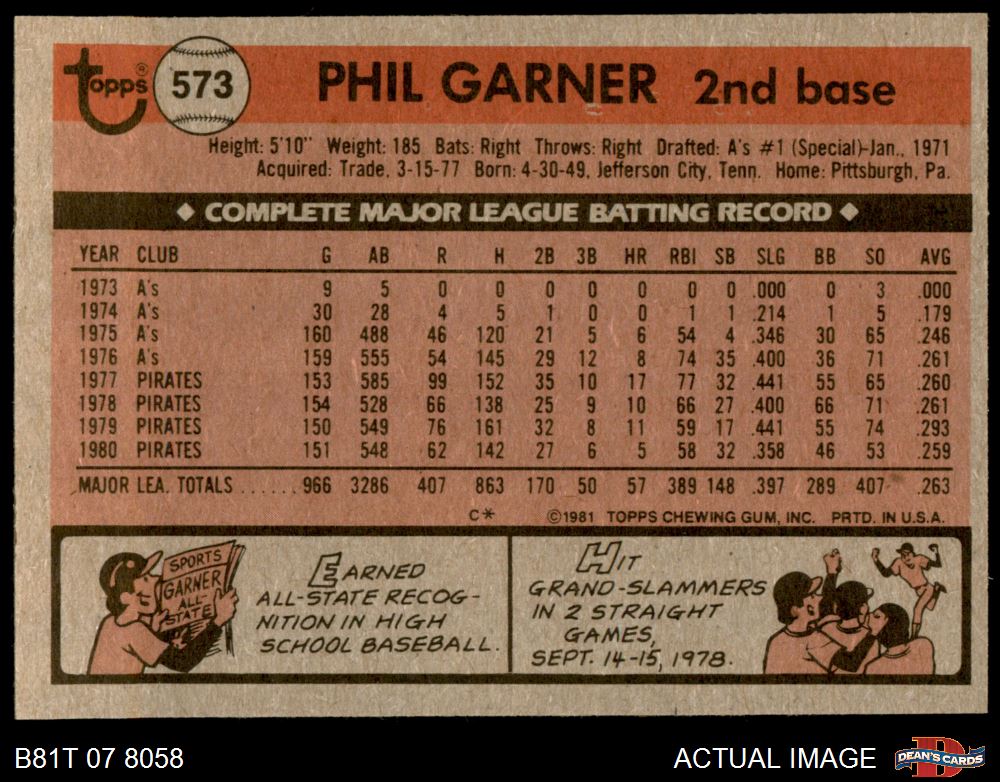 topps® 573 PHIL GARNER 2nd base
Height: 5'10" Weight: 185 Bats: Right Throws: Right Drafted: A's #1 (Special)-Jan., 1971
Acquired: Trade, 3-15-77 Born: 4-30-49, Jefferson City, Tenn. Home: Pittsburgh, Pa.
◆ COMPLETE MAJOR LEAGUE BATTING RECORD ◆
YEAR CLUB G AB R H 2B 3B HR RBI SB SLG BB SO AVG
1973 A's 9 5 0 0 0 0 0 0 0 .000 0 3 .000
1974 A's 30 28 4 5 1 0 0 1 1 .214 1 5 .179
1975 A's 160 488 46 120 21 5 6 54 4 .346 30 65 .246
1976 A's 159 555 54 145 29 12 8 74 35 .400 36 71 .261
1977 PIRATES 153 585 99 152 35 10 17 77 32 .441 55 65 .260
1978 PIRATES 154 528 66 138 25 9 10 66 27 .400 66 71 .261
1979 PIRATES 150 549 76 161 32 8 11 59 17 .441 55 74 .293
1980 PIRATES 151 548 62 142 27 6 5 58 32 .358 46 53 .259
MAJOR LEA. TOTALS ...... 966 3286 407 863 170 50 57 389 148 .397 289 407 .263
C* ©1981 TOPPS CHEWING GUM, INC. PRTD. IN U.S.A.
SPORTS
GARNER
ALL-
STATE
EARNED
ALL-STATE RECOG-
NITION IN HIGH
SCHOOL BASEBALL.
HIT
GRAND-SLAMMERS
IN 2 STRAIGHT
GAMES,
SEPT. 14-15, 1978.
B81T 07 8058 ACTUAL IMAGE DEAN'S CARDS